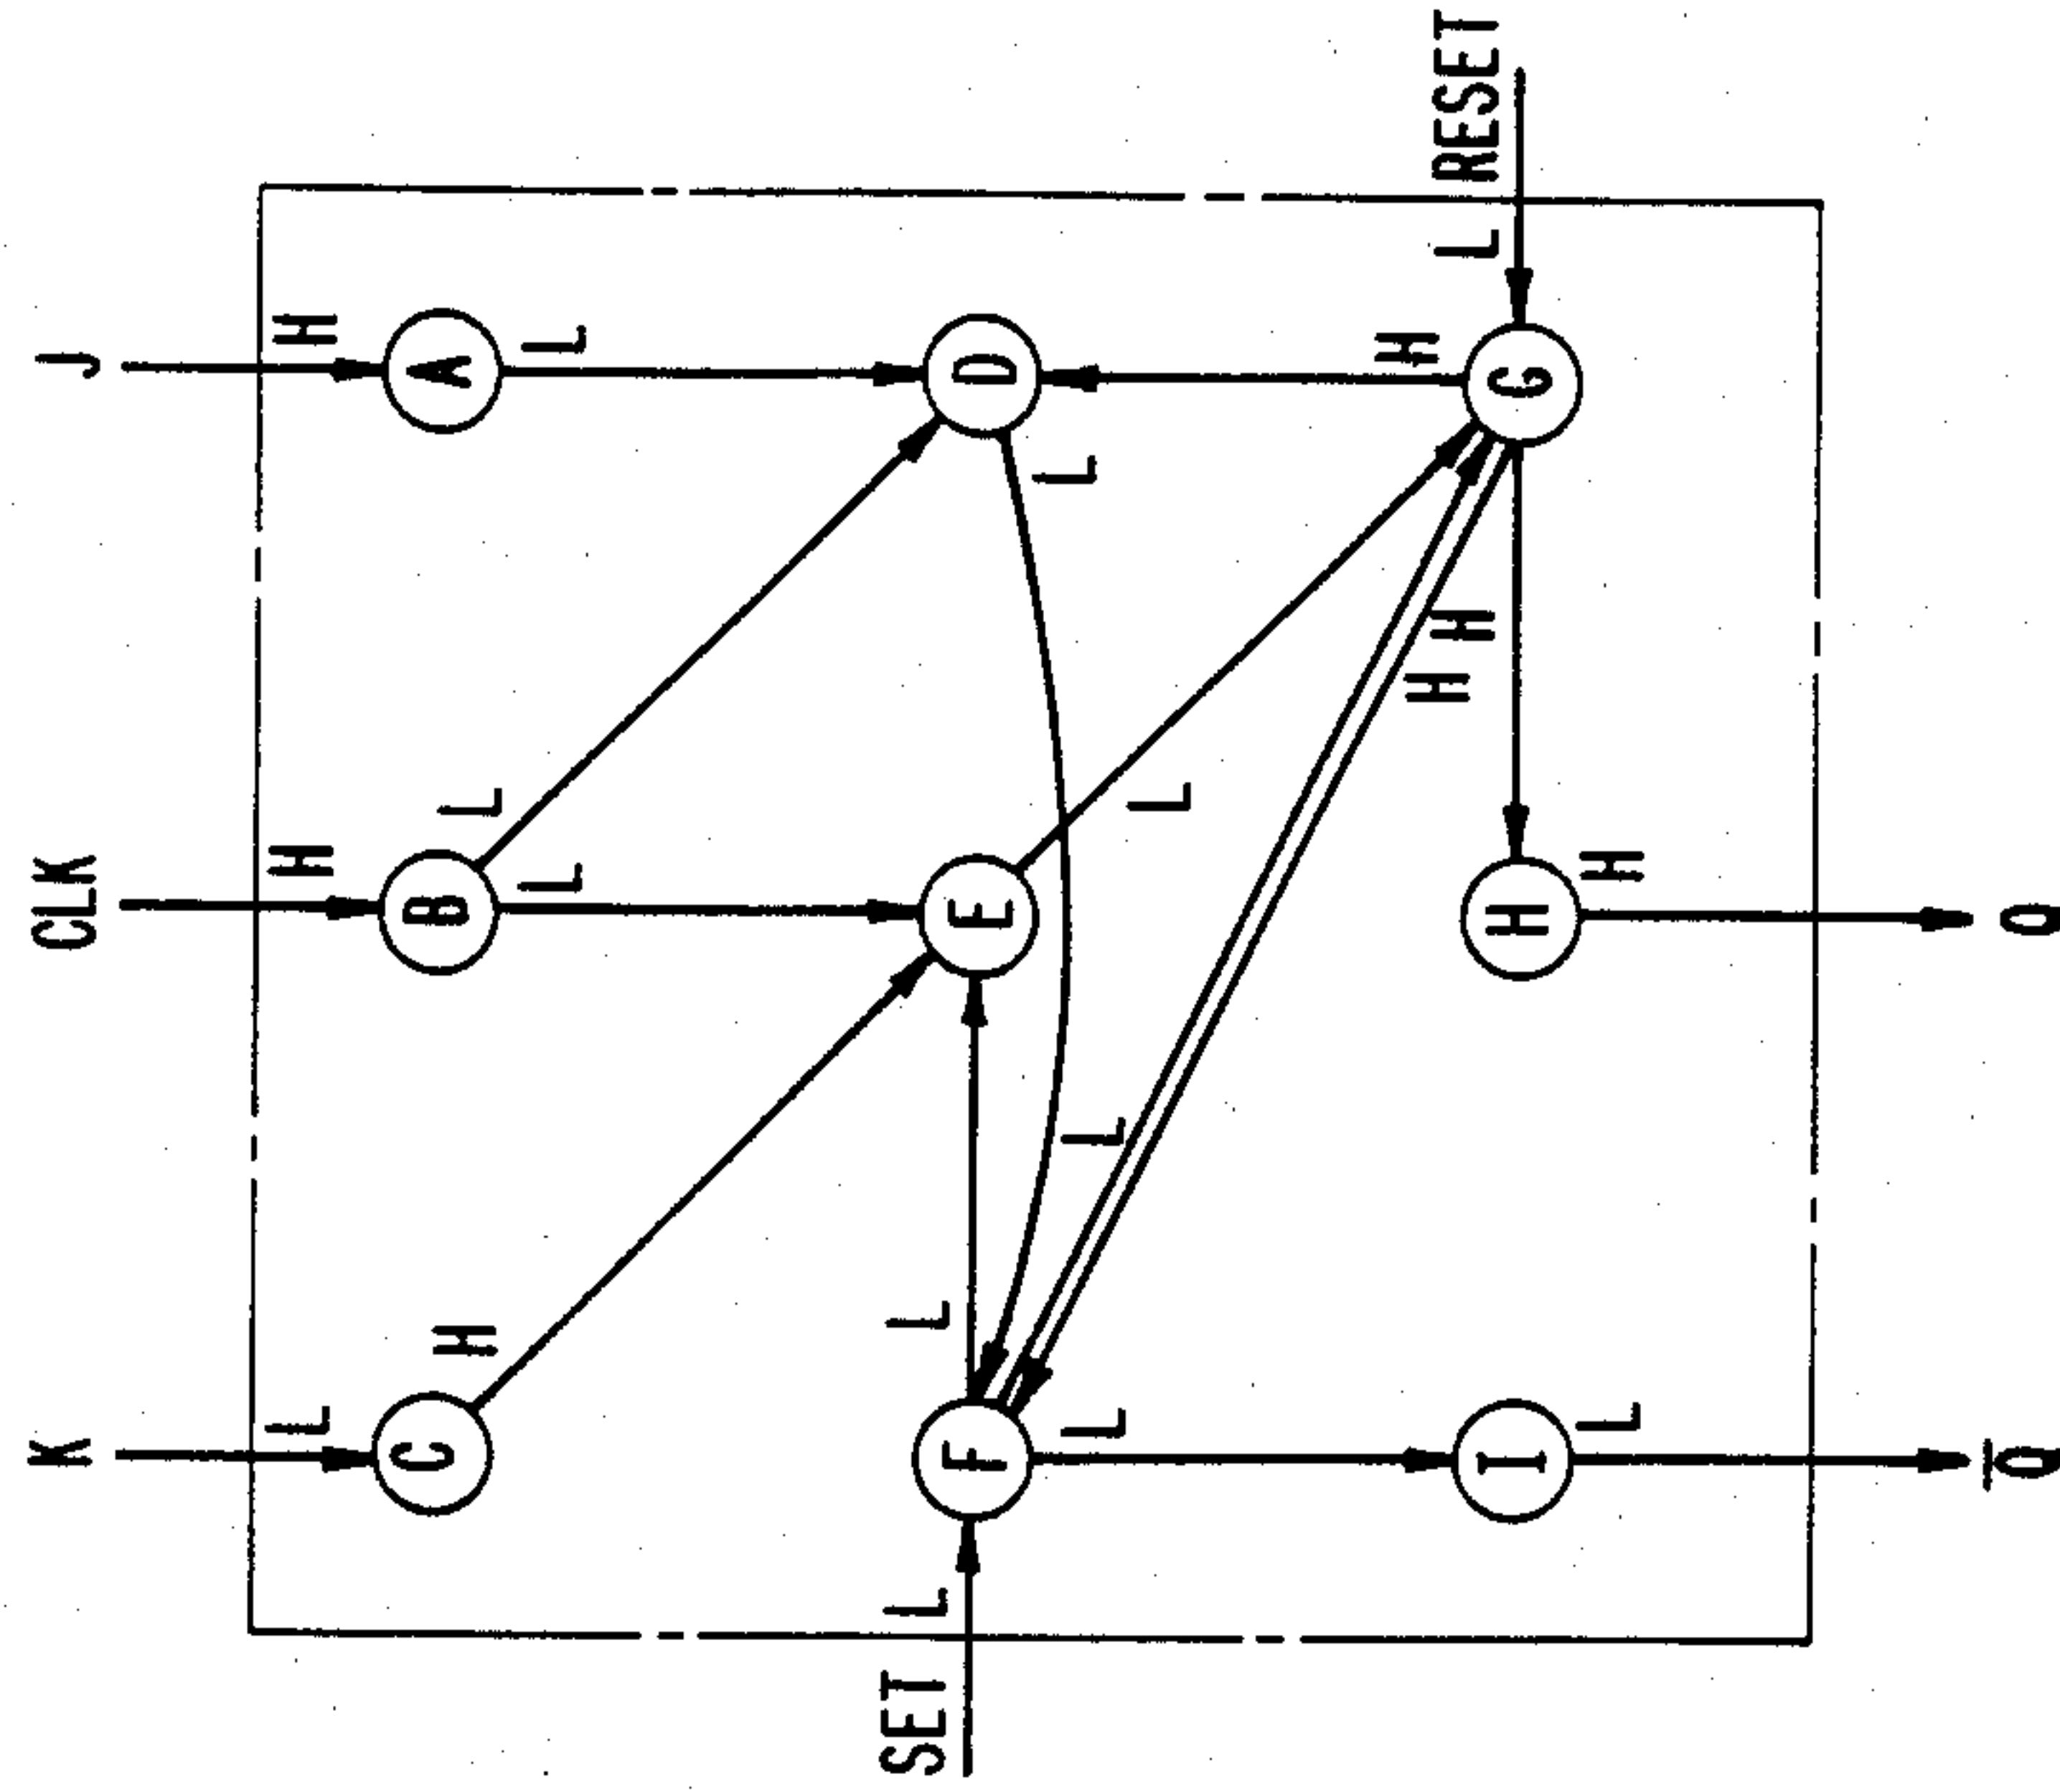 K CLK J
L H H
C B A
H L
L L
SET L L
F E D
L L L
L
H
H H L RESET
I H G
L H
Q̅ Q